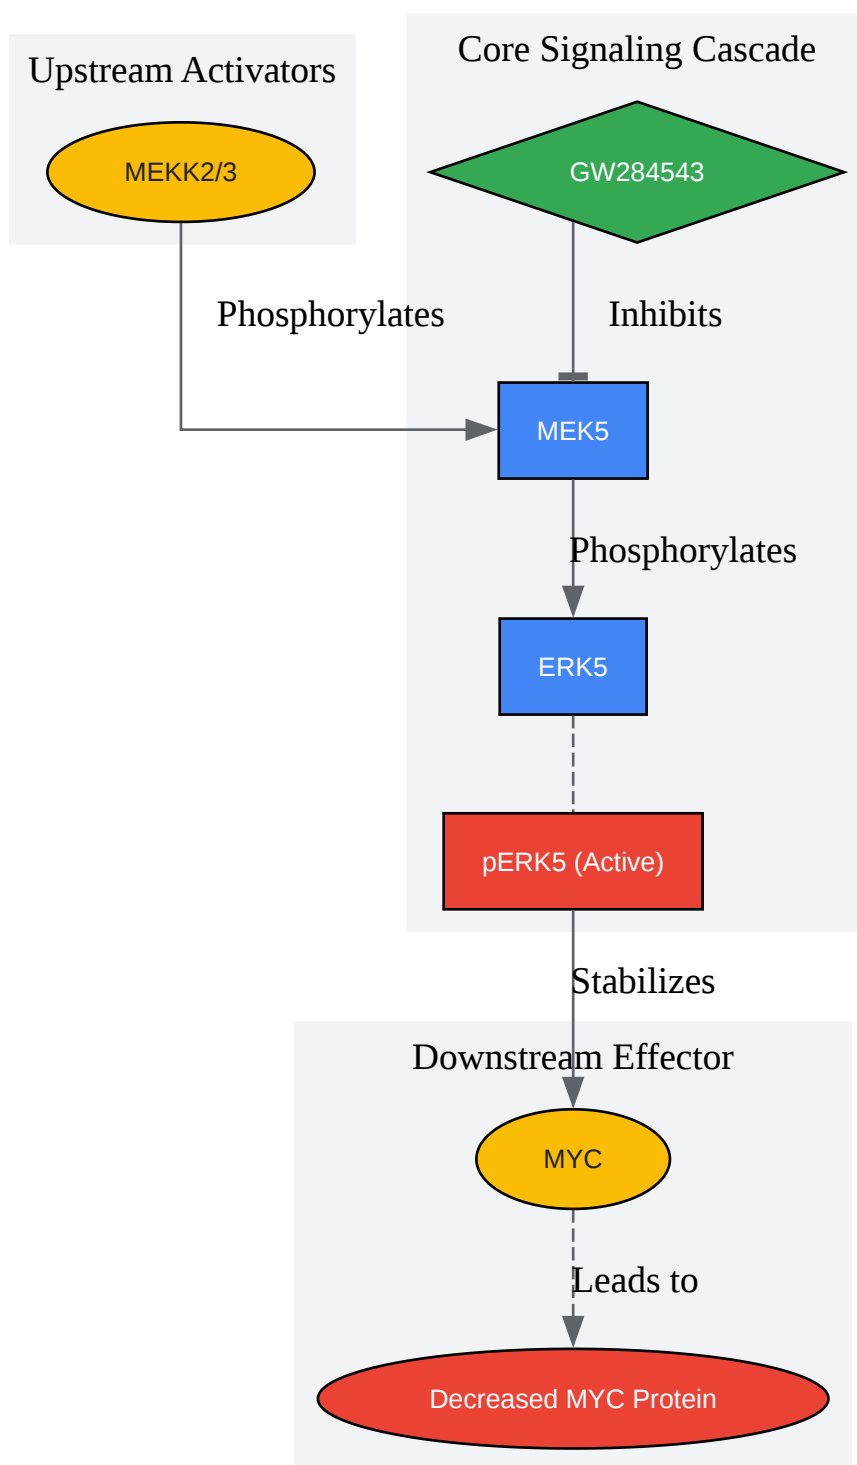 Upstream Activators
Core Signaling Cascade
MEKK2/3
GW284543
Phosphorylates
Inhibits
MEK5
Phosphorylates
ERK5
pERK5 (Active)
Stabilizes
Downstream Effector
MYC
Leads to
Decreased MYC Protein